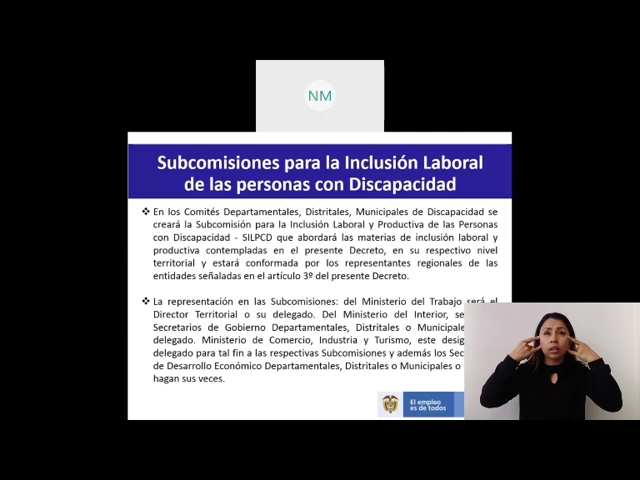 NM
Subcomisiones para la Inclusión Laboral
de las personas con Discapacidad
❖ En los Comités Departamentales, Distritales, Municipales de Discapacidad se
creará la Subcomisión para la Inclusión Laboral y Productiva de las Personas
con Discapacidad - SILPCD que abordará las materias de inclusión laboral y
productiva contempladas en el presente Decreto, en su respectivo nivel
territorial y estará conformada por los representantes regionales de las
entidades señaladas en el artículo 3º del presente Decreto.
❖ La representación en las Subcomisiones: del Ministerio del Trabajo será el
Director Territorial o su delegado. Del Ministerio del Interior,
Secretarios de Gobierno Departamentales, Distritales o
delegado. Ministerio de Comercio, Industria y Turismo, este
delegado para tal fin a las respectivas Subcomisiones y además los
de Desarrollo Económico Departamentales, Distritales o Municipales o
hagan sus veces.
El empleo
es de todos